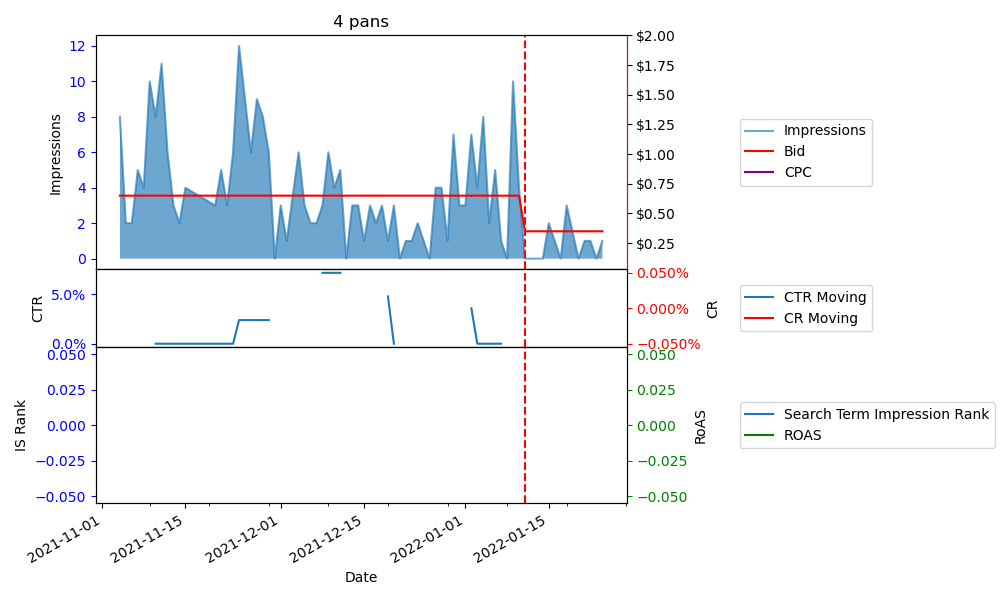 4 pans
Impressions
12
10
8
6
4
2
0
$2.00
$1.75
$1.50
$1.25
$1.00
$0.75
$0.50
$0.25
Impressions
Bid
CPC
CTR
5.0%
0.0%
0.050%
0.000%
−0.050%
CR
CTR Moving
CR Moving
IS Rank
0.050
0.025
0.000
−0.025
−0.050
0.050
0.025
0.000
−0.025
−0.050
RoAS
Search Term Impression Rank
ROAS
2021-11-01
2021-11-15
2021-12-01
2021-12-15
2022-01-01
2022-01-15
Date